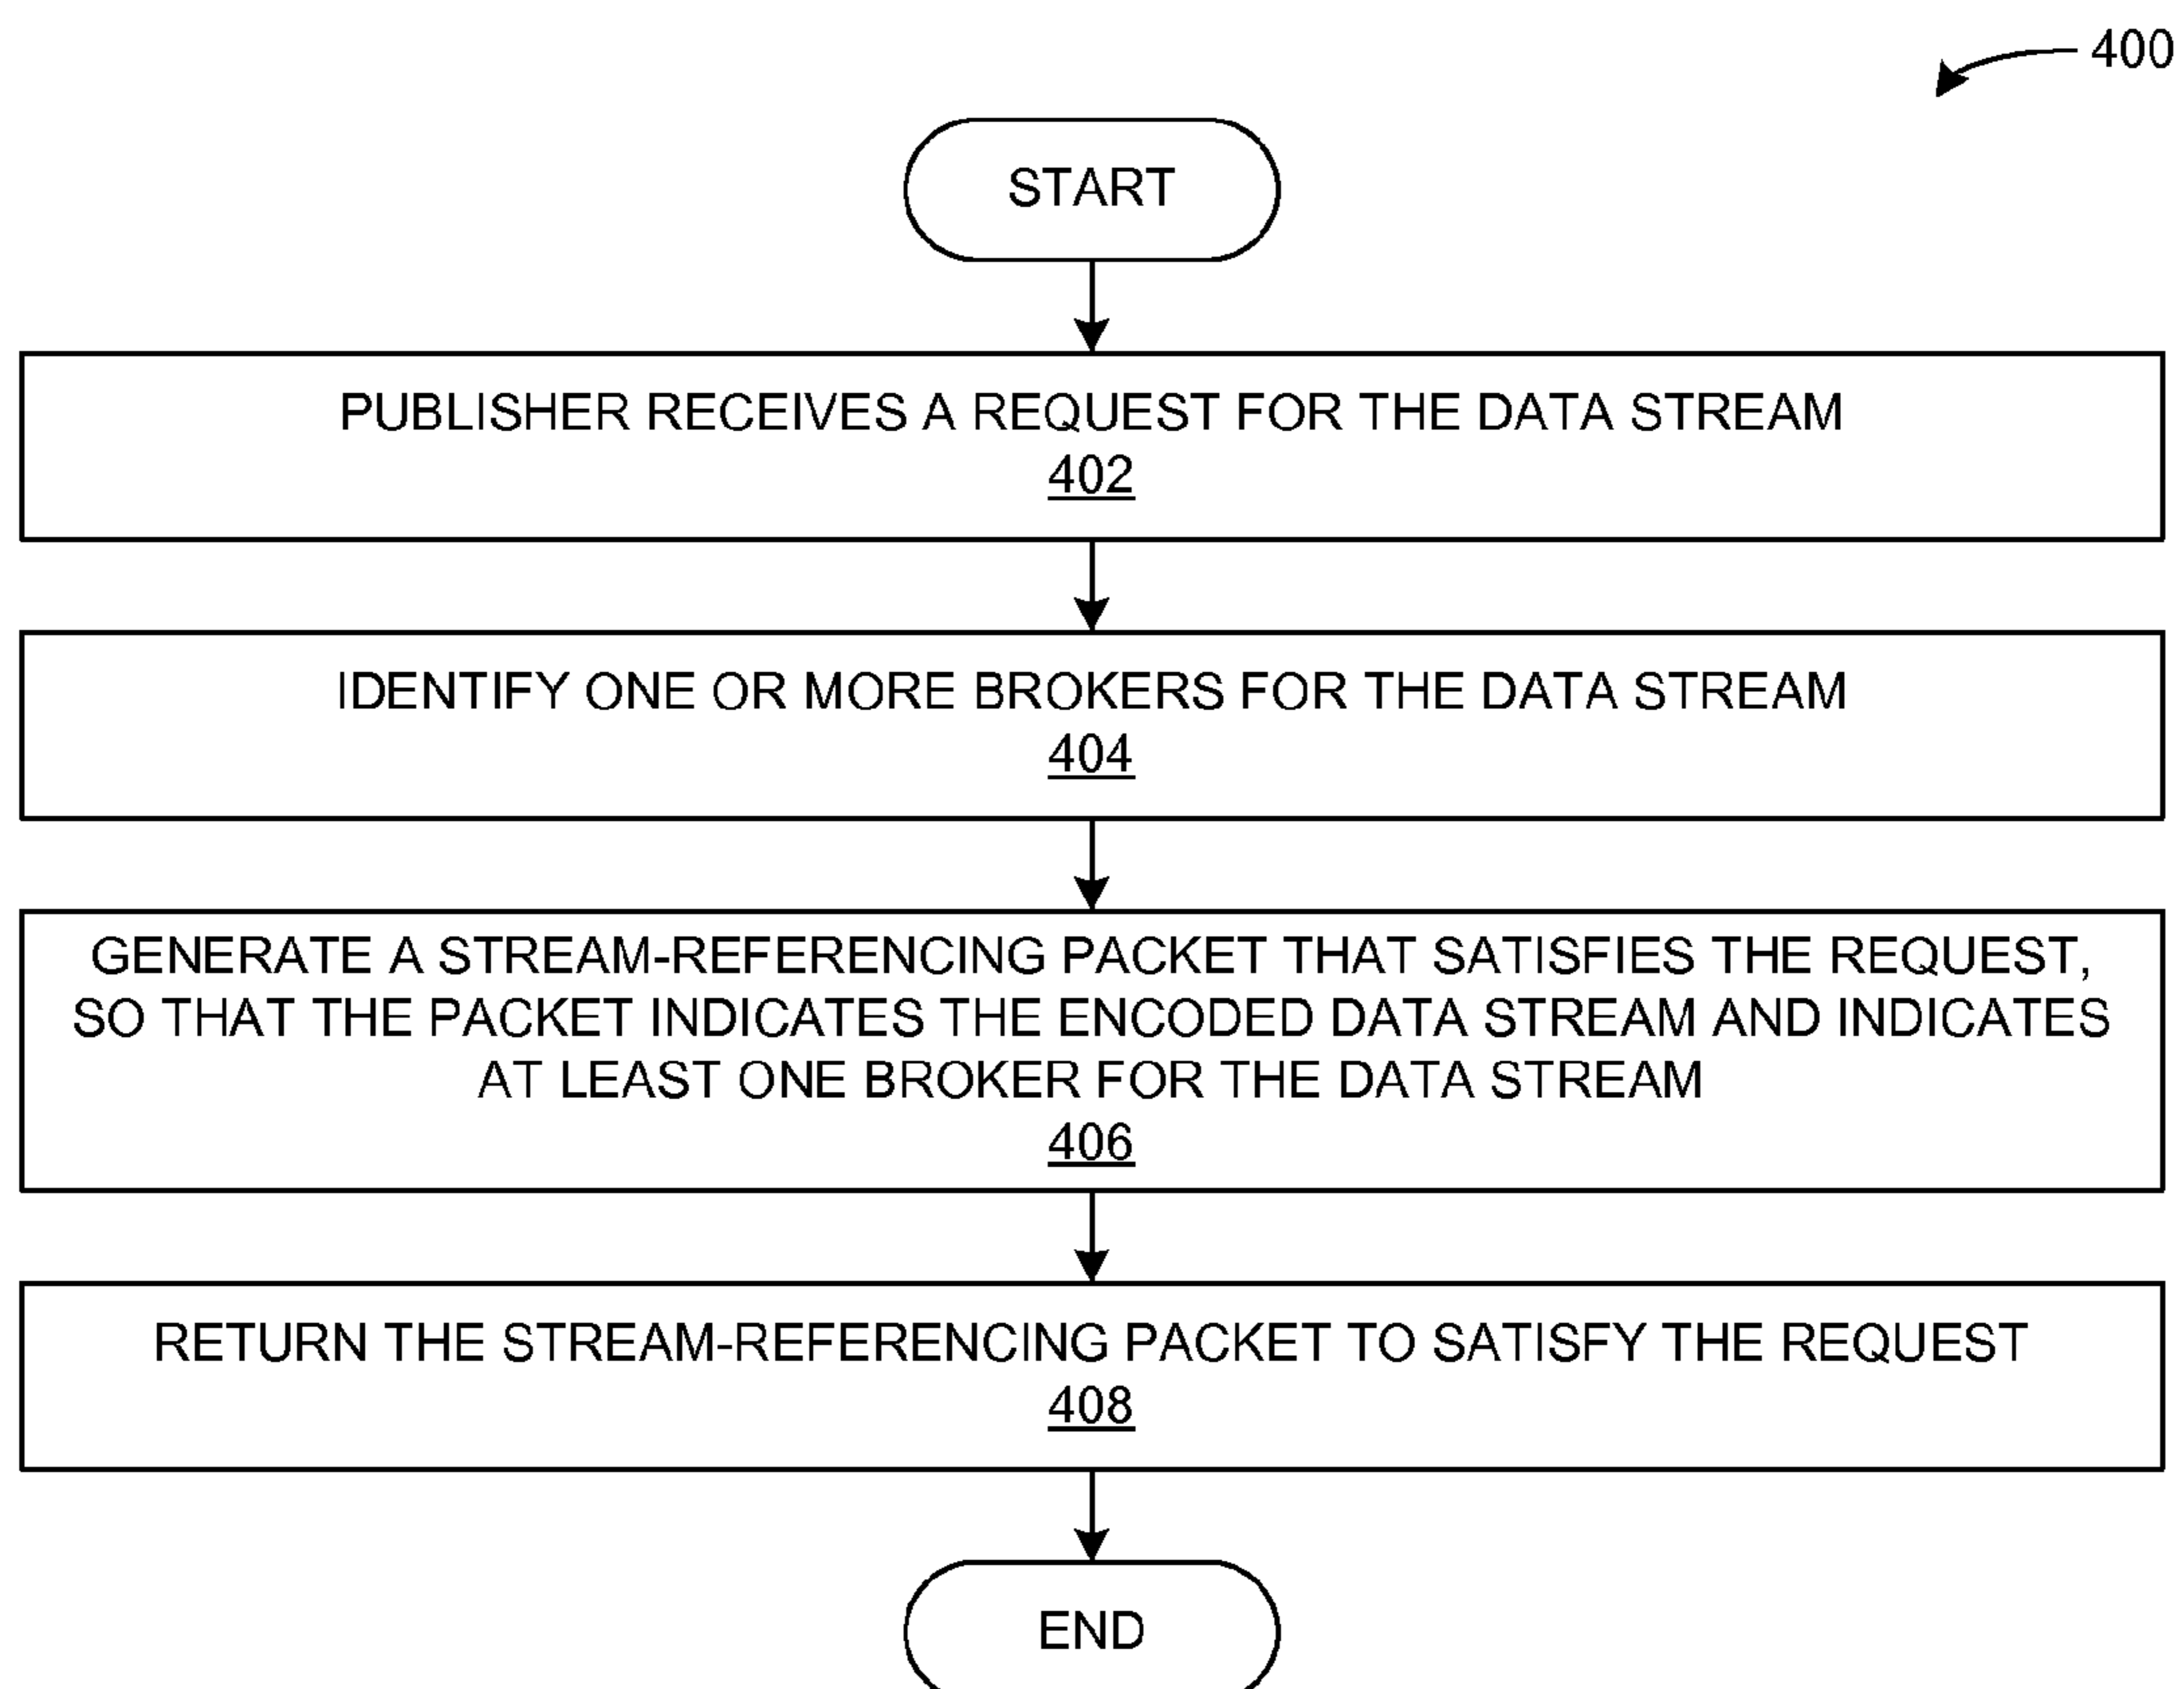 400
START
PUBLISHER RECEIVES A REQUEST FOR THE DATA STREAM
402
IDENTIFY ONE OR MORE BROKERS FOR THE DATA STREAM
404
GENERATE A STREAM-REFERENCING PACKET THAT SATISFIES THE REQUEST,
SO THAT THE PACKET INDICATES THE ENCODED DATA STREAM AND INDICATES
AT LEAST ONE BROKER FOR THE DATA STREAM
406
RETURN THE STREAM-REFERENCING PACKET TO SATISFY THE REQUEST
408
END